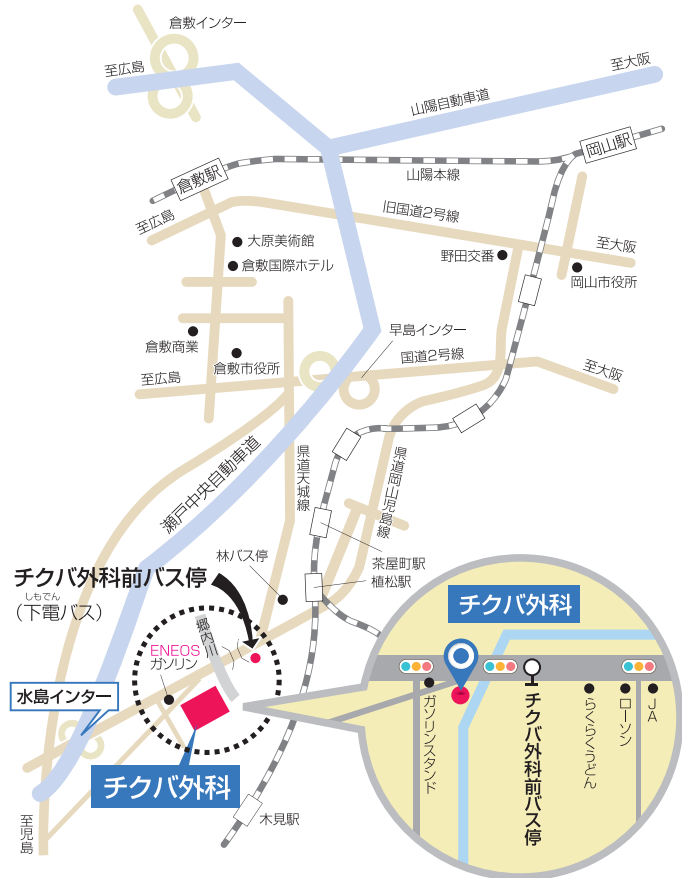 倉敷インター
至広島
至大阪
山陽自動車道
岡山駅
倉敷駅
山陽本線
至広島
旧国道2号線
大原美術館
野田交番
至大阪
倉敷国際ホテル
岡山市役所
早島インター
倉敷商業
国道2号線
倉敷市役所
至広島
至大阪
瀬戸中央自動車道
県道天城線
県道岡山児島線
林バス停
茶屋町駅
チクバ外科前バス停
植松駅
しもでん
(下電バス)
チクバ外科
郷内川
ENEOS
ガソリン
水島インター
ガソリンスタンド
チクバ外科前バス停
らくらくうどん
ローソン
JA
チクバ外科
木見駅
至児島